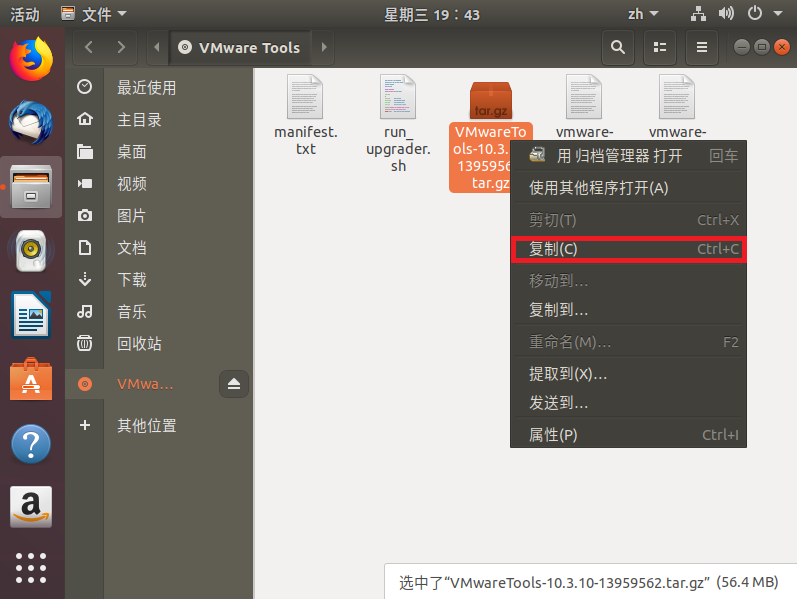 活动
文件
星期三 19：43
zh
VMware Tools
最近使用
主目录
桌面
视频
图片
文档
下载
音乐
回收站
VMwa…
其他位置
manifest.
txt
run_
upgrader.
sh
tar.gz
VMwareTo
ols-10.3.
1395956
tar.gz
vmware-
vmware-
用 归档管理器 打开 回车
使用其他程序打开(A)
剪切(T) Ctrl+X
复制(C) Ctrl+C
移动到…
复制到…
重命名(M)… F2
提取到(X)…
发送到…
属性(P) Ctrl+I
选中了“VMwareTools-10.3.10-13959562.tar.gz” (56.4 MB)